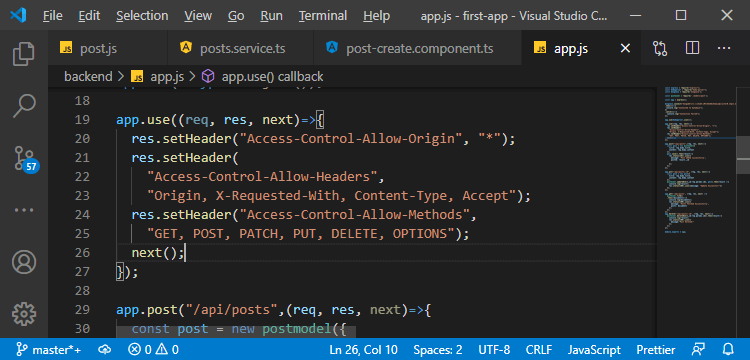 File Edit Selection View Go Run Terminal Help app.js - first-app - Visual Studio C...
JS post.js posts.service.ts post-create.component.ts JS app.js
backend > JS app.js > app.use() callback
18
19 app.use((req, res, next)=>{
20 res.setHeader("Access-Control-Allow-Origin", "*");
21 res.setHeader(
22 "Access-Control-Allow-Headers",
23 "Origin, X-Requested-With, Content-Type, Accept");
24 res.setHeader("Access-Control-Allow-Methods",
25 "GET, POST, PATCH, PUT, DELETE, OPTIONS");
26 next();
27 });
28
29 app.post("/api/posts",(req, res, next)=>{
30 const post = new postmodel({
57
master*+ 0 0 Ln 26, Col 10 Spaces: 2 UTF-8 CRLF JavaScript Prettier